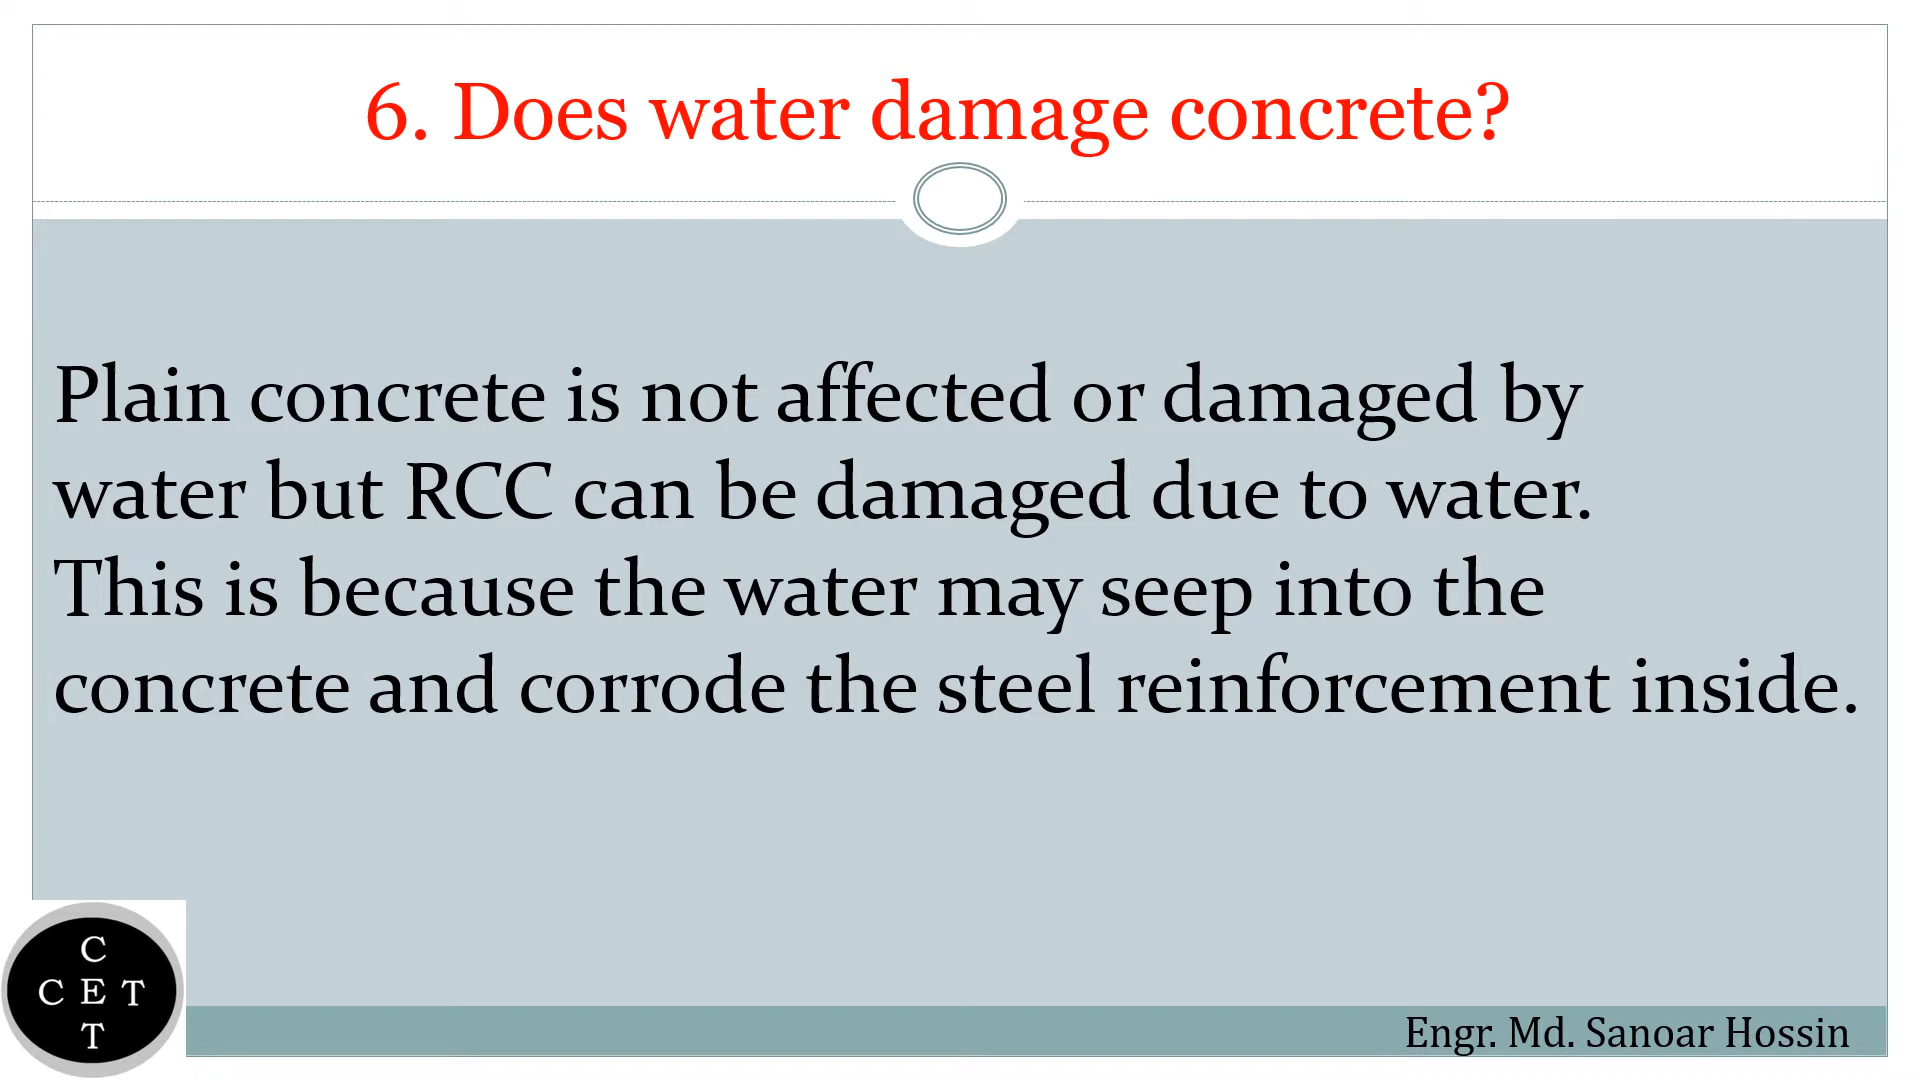 6. Does water damage concrete?
Plain concrete is not affected or damaged by
water but RCC can be damaged due to water.
This is because the water may seep into the
concrete and corrode the steel reinforcement inside.
C
C E T
T
Engr. Md. Sanoar Hossin